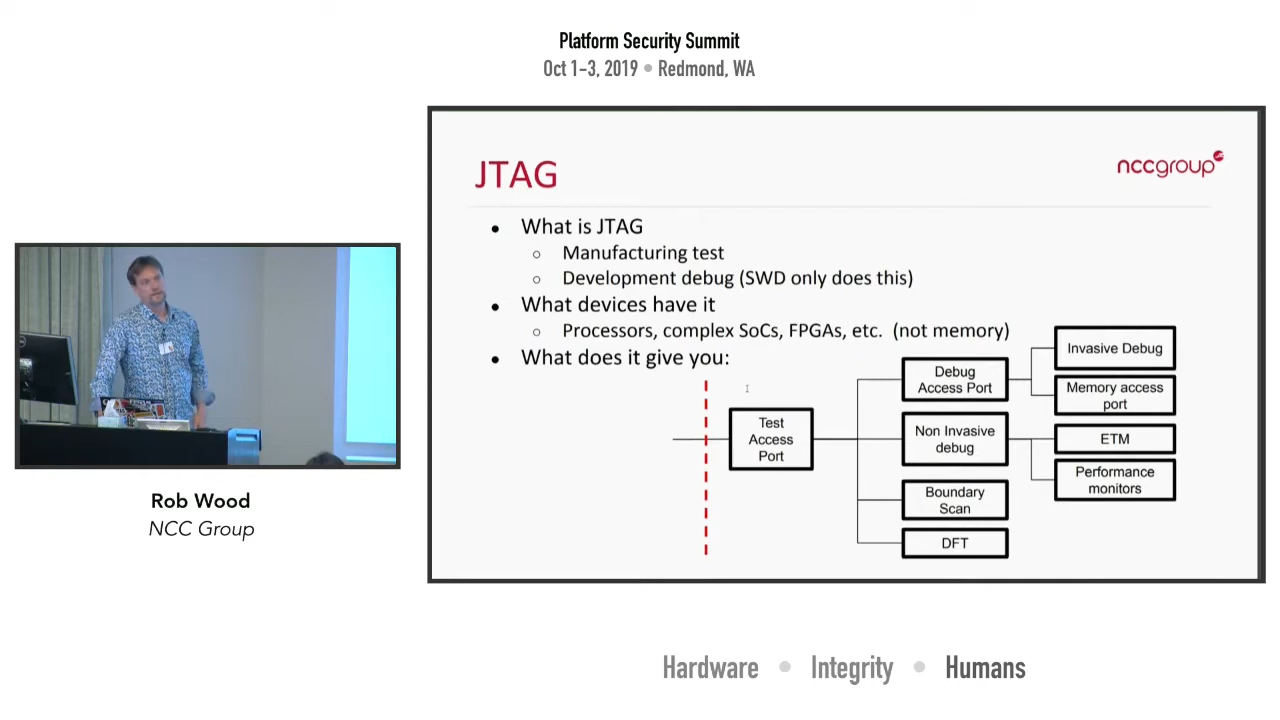 Platform Security Summit
Oct 1-3, 2019 • Redmond, WA
JTAG
nccgroup
● What is JTAG
○ Manufacturing test
○ Development debug (SWD only does this)
● What devices have it
○ Processors, complex SoCs, FPGAs, etc. (not memory)
● What does it give you:
Test
Access
Port
Debug
Access Port
Non Invasive
debug
Boundary
Scan
DFT
Invasive Debug
Memory access
port
ETM
Performance
monitors
Rob Wood
NCC Group
Hardware • Integrity • Humans